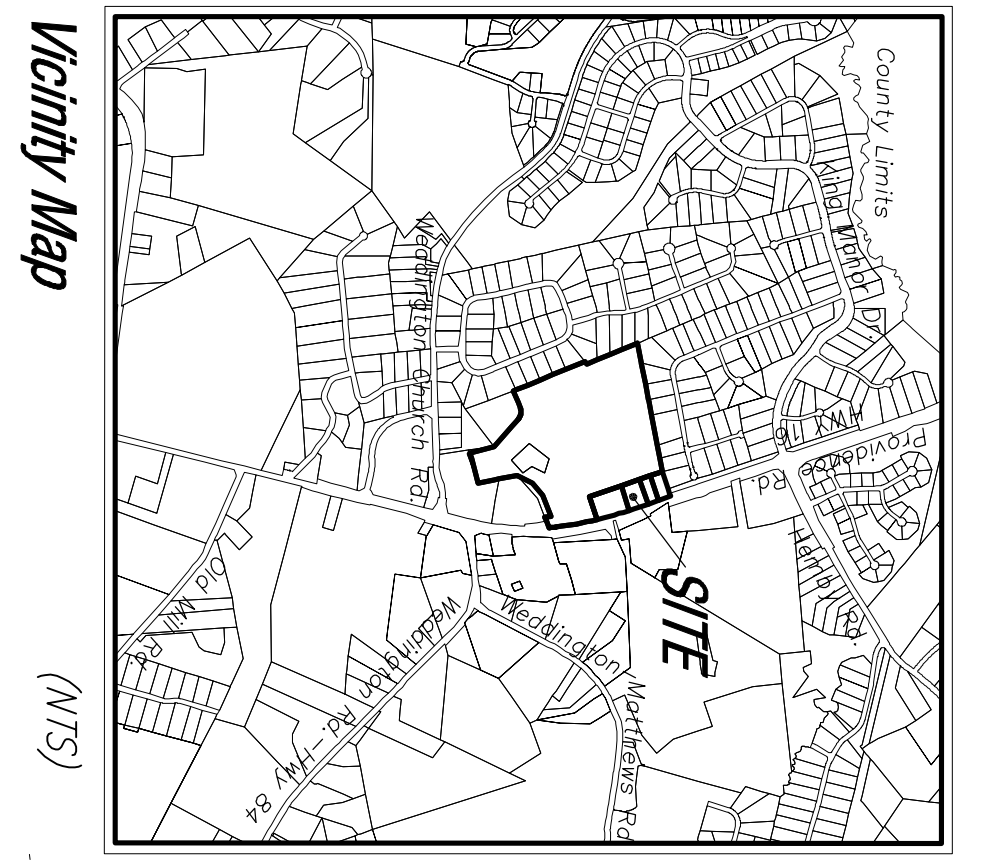 Vicinity Map
(NTS)
County Limits
King Manor Dr.
HWY 16
Providence
Rd.
Hemby Rd.
Weddington Church Rd.
SITE
Weddington
Matthews Rd
Weddington Rd.-Hwy 84
Old Mill
Rd.